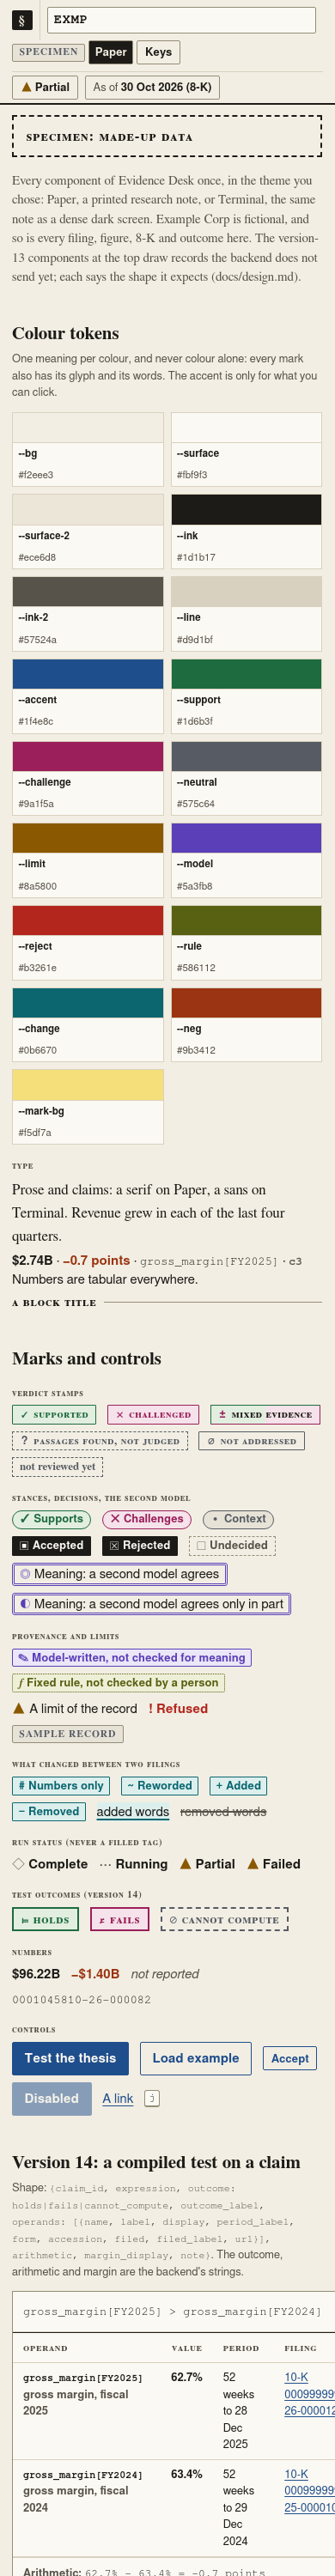 § EXMP
SPECIMEN Paper Keys
▲ Partial As of 30 Oct 2026 (8-K)
SPECIMEN: MADE-UP DATA
Every component of Evidence Desk once, in the theme you
chose: Paper, a printed research note, or Terminal, the same
note as a dense dark screen. Example Corp is fictional, and
so is every filing, figure, 8-K and outcome here. The version-
13 components at the top draw records the backend does not
send yet; each says the shape it expects (docs/design.md).
Colour tokens
One meaning per colour, and never colour alone: every mark
also has its glyph and its words. The accent is only for what you
can click.
--bg --surface
#f2eee3 #fbf9f3
--surface-2 --ink
#ece6d8 #1d1b17
--ink-2 --line
#57524a #d9d1bf
--accent --support
#1f4e8c #1d6b3f
--challenge --neutral
#9a1f5a #575c64
--limit --model
#8a5800 #5a3fb8
--reject --rule
#b3261e #586112
--change --neg
#0b6670 #9b3412
--mark-bg
#f5df7a
TYPE
Prose and claims: a serif on Paper, a sans on
Terminal. Revenue grew in each of the last four
quarters.
$2.74B · −0.7 points · gross_margin[FY2025] · c3
Numbers are tabular everywhere.
A BLOCK TITLE
Marks and controls
VERDICT STAMPS
✓ SUPPORTED × CHALLENGED ± MIXED EVIDENCE
? PASSAGES FOUND, NOT JUDGED ∅ NOT ADDRESSED
not reviewed yet
STANCES, DECISIONS, THE SECOND MODEL
✓ Supports ✕ Challenges • Context
▣ Accepted ☒ Rejected □ Undecided
◎ Meaning: a second model agrees
◐ Meaning: a second model agrees only in part
PROVENANCE AND LIMITS
✎ Model-written, not checked for meaning
ƒ Fixed rule, not checked by a person
▲ A limit of the record ! Refused
SAMPLE RECORD
WHAT CHANGED BETWEEN TWO FILINGS
# Numbers only ~ Reworded + Added
− Removed added words removed words
RUN STATUS (NEVER A FILLED TAG)
◇ Complete ⋯ Running ▲ Partial ▲ Failed
TEST OUTCOMES (VERSION 14)
⊨ HOLDS ⊭ FAILS ⊘ CANNOT COMPUTE
NUMBERS
$96.22B −$1.40B not reported
0001045810-26-000082
CONTROLS
Test the thesis Load example Accept
Disabled A link j
Version 14: a compiled test on a claim
Shape: {claim_id, expression, outcome:
holds|fails|cannot_compute, outcome_label,
operands: [{name, label, display, period_label,
form, accession, filed, filed_label, url}],
arithmetic, margin_display, note}. The outcome,
arithmetic and margin are the backend's strings.
gross_margin[FY2025] > gross_margin[FY2024]
OPERAND VALUE PERIOD FILING
gross_margin[FY2025] 62.7% 52 10-K
gross margin, fiscal weeks
2025 to 28 26-00001
Dec
2025
gross_margin[FY2024] 63.4% 52 10-K
gross margin, fiscal weeks
2024 to 29 25-00001
Dec
2024
Arithmetic: 62.7% − 63.4% = −0.7 points